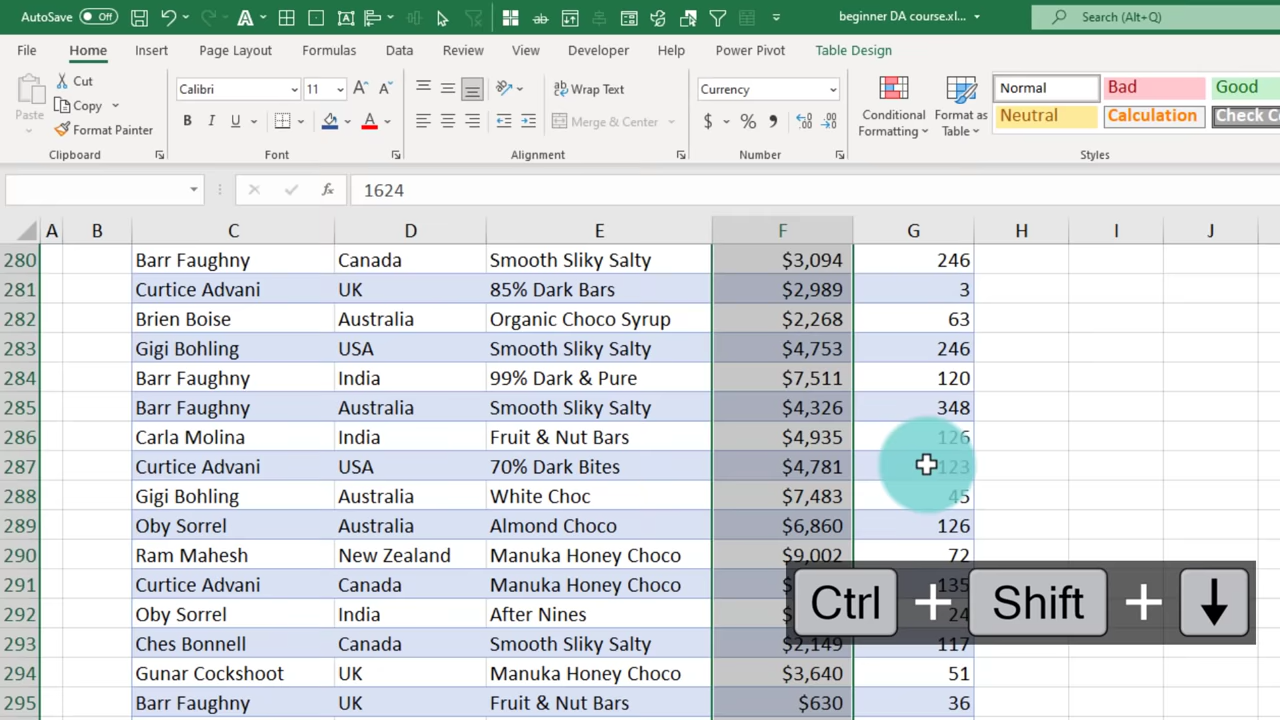 AutoSave Off beginner DA course.xl... Search (Alt+Q)
File Home Insert Page Layout Formulas Data Review View Developer Help Power Pivot Table Design
Paste
Cut
Copy
Format Painter
Calibri 11
B I U
Wrap Text
Merge & Center
Currency
$ % 9
Conditional Formatting
Format as Table
Normal Bad Good
Neutral Calculation Check C
Clipboard Font Alignment Number Styles
fx 1624
A B C D E F G H I J
280 Barr Faughny Canada Smooth Sliky Salty $3,094 246
281 Curtice Advani UK 85% Dark Bars $2,989 3
282 Brien Boise Australia Organic Choco Syrup $2,268 63
283 Gigi Bohling USA Smooth Sliky Salty $4,753 246
284 Barr Faughny India 99% Dark & Pure $7,511 120
285 Barr Faughny Australia Smooth Sliky Salty $4,326 348
286 Carla Molina India Fruit & Nut Bars $4,935 126
287 Curtice Advani USA 70% Dark Bites $4,781 123
288 Gigi Bohling Australia White Choc $7,483 45
289 Oby Sorrel Australia Almond Choco $6,860 126
290 Ram Mahesh New Zealand Manuka Honey Choco $9,002 72
291 Curtice Advani Canada Manuka Honey Choco 135
292 Oby Sorrel India After Nines 24
Ctrl + Shift + ↓
293 Ches Bonnell Canada Smooth Sliky Salty $2,149 117
294 Gunar Cockshoot UK Manuka Honey Choco $3,640 51
295 Barr Faughny UK Fruit & Nut Bars $630 36